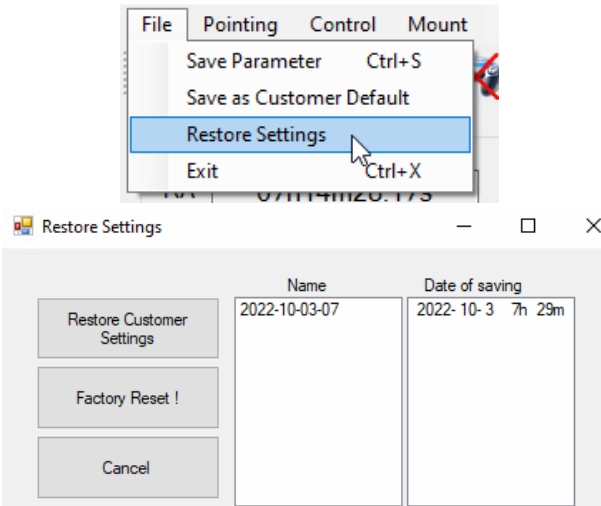 File Pointing Control Mount
Save Parameter Ctrl+S
Save as Customer Default
Restore Settings
Exit Ctrl+X
Restore Settings
Name Date of saving
Restore Customer
Settings
2022-10-03-07 2022- 10- 3 7h 29m
Factory Reset !
Cancel